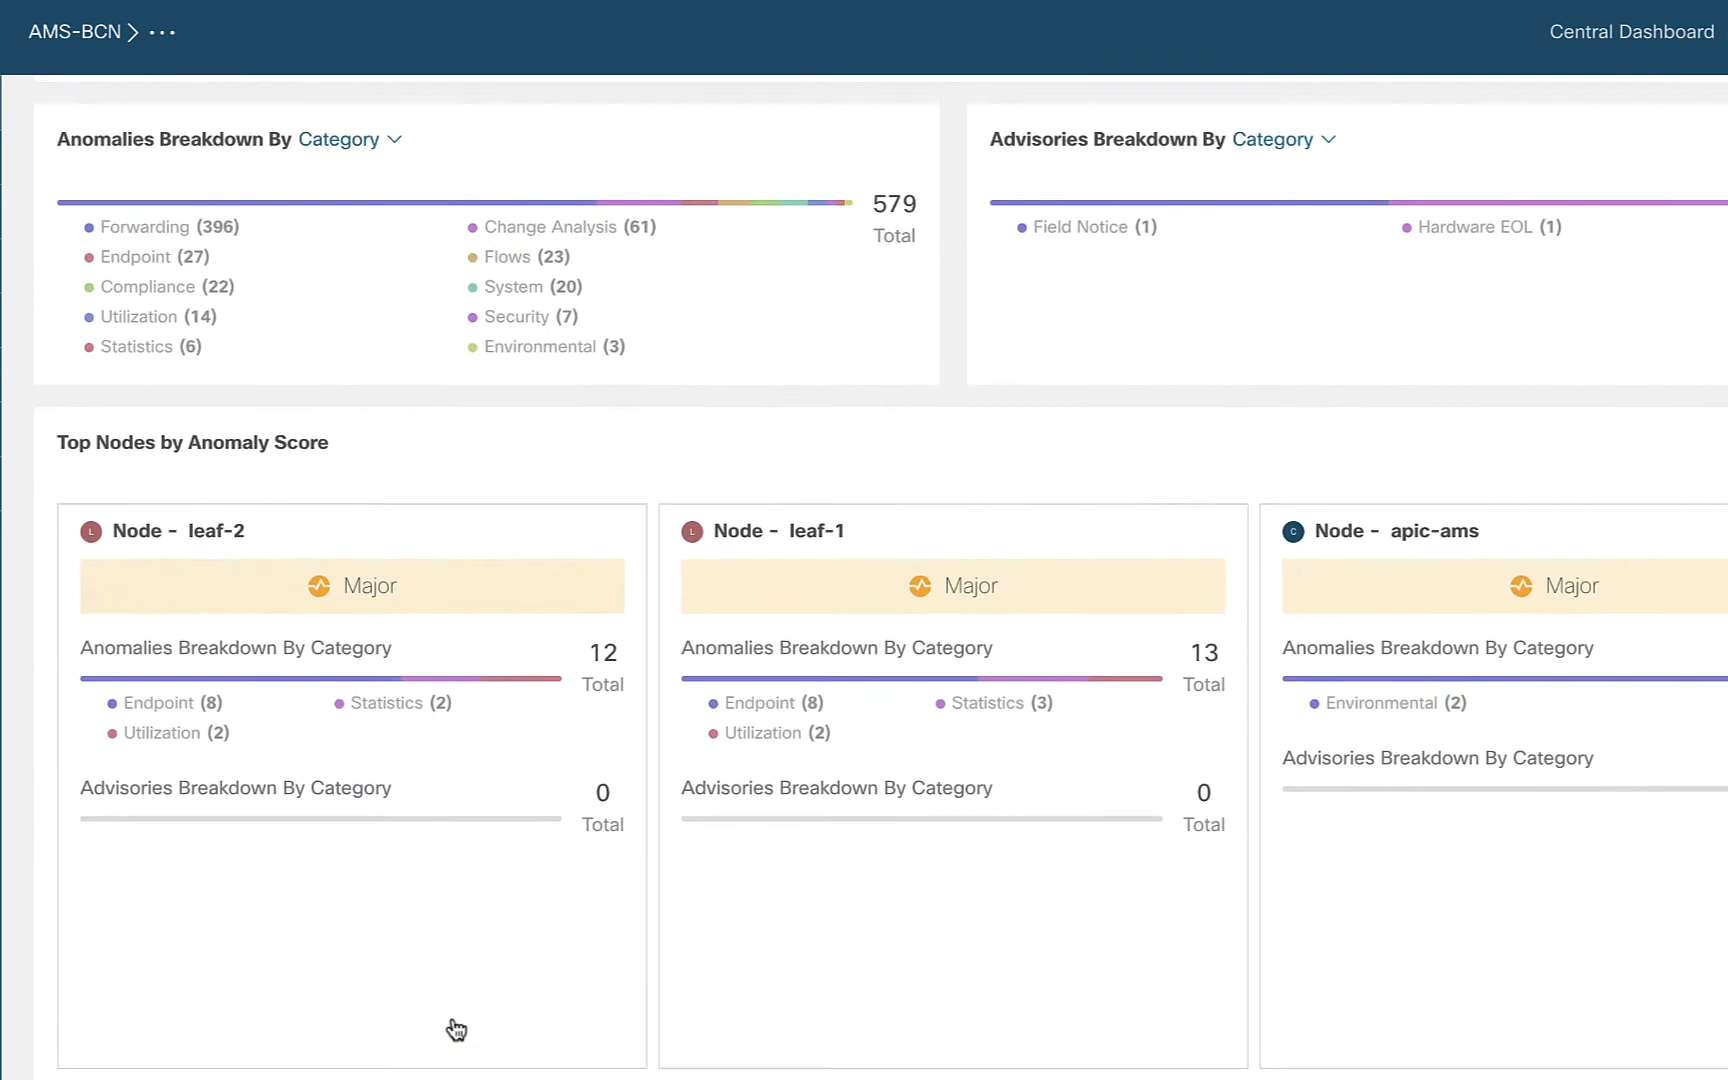 AMS-BCN
Central Dashboard
Anomalies Breakdown By Category
579
Total
Forwarding (396)
Change Analysis (61)
Endpoint (27)
Flows (23)
Compliance (22)
System (20)
Utilization (14)
Security (7)
Statistics (6)
Environmental (3)
Advisories Breakdown By Category
Field Notice (1)
Hardware EOL (1)
Top Nodes by Anomaly Score
L
Node - leaf-2
Major
Anomalies Breakdown By Category
12
Total
Endpoint (8)
Statistics (2)
Utilization (2)
Advisories Breakdown By Category
0
Total
L
Node - leaf-1
Major
Anomalies Breakdown By Category
13
Total
Endpoint (8)
Statistics (3)
Utilization (2)
Advisories Breakdown By Category
0
Total
C
Node - apic-ams
Major
Anomalies Breakdown By Category
Environmental (2)
Advisories Breakdown By Category